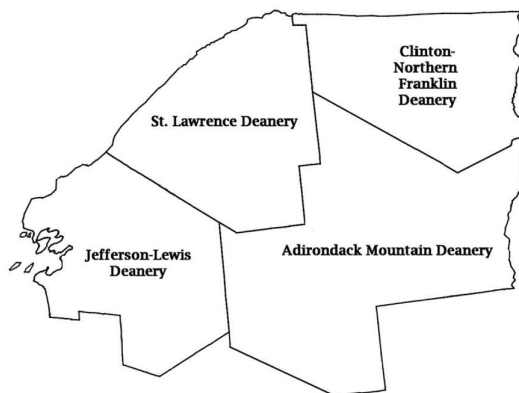 Clinton-
Northern
Franklin
Deanery
St. Lawrence Deanery
Jefferson-Lewis
Deanery
Adirondack Mountain Deanery